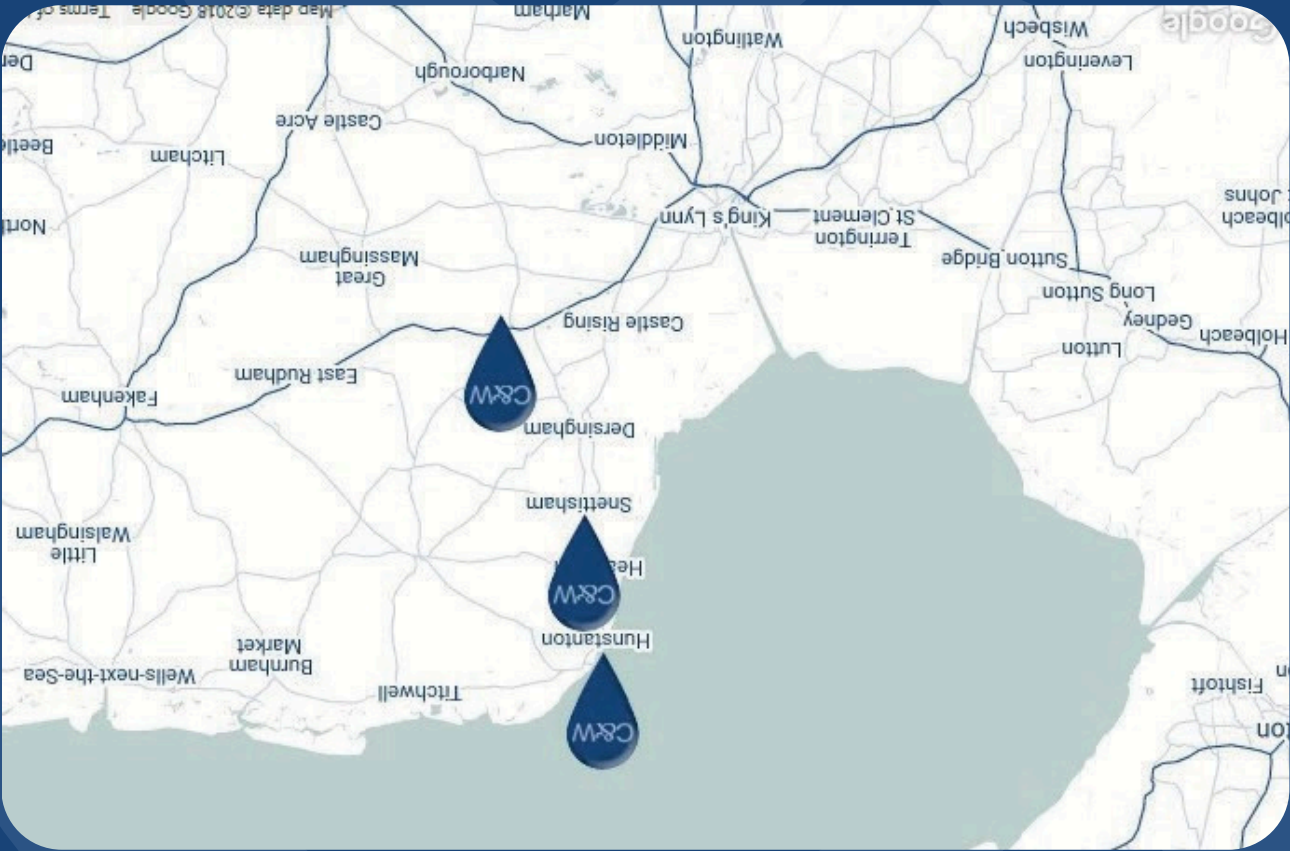 C&W
Fishtoft
Titchwell
Wells-next-the-Sea
Burnham
Market
Hunstanton
C&W
Little
Walsingham
Snettisham
Dersingham
C&W
Fakenham
East Rudham
Lutton
Holbeach
Gedney
Castle Rising
Long Sutton
Great
Massingham
Sutton Bridge
Terrington
St Clement
King's Lynn
Johns
North
Litcham
Middleton
Castle Acre
Narborough
Leverington
Watlington
Wisbech
Marham
Google
Map data ©2018 Google Terms of